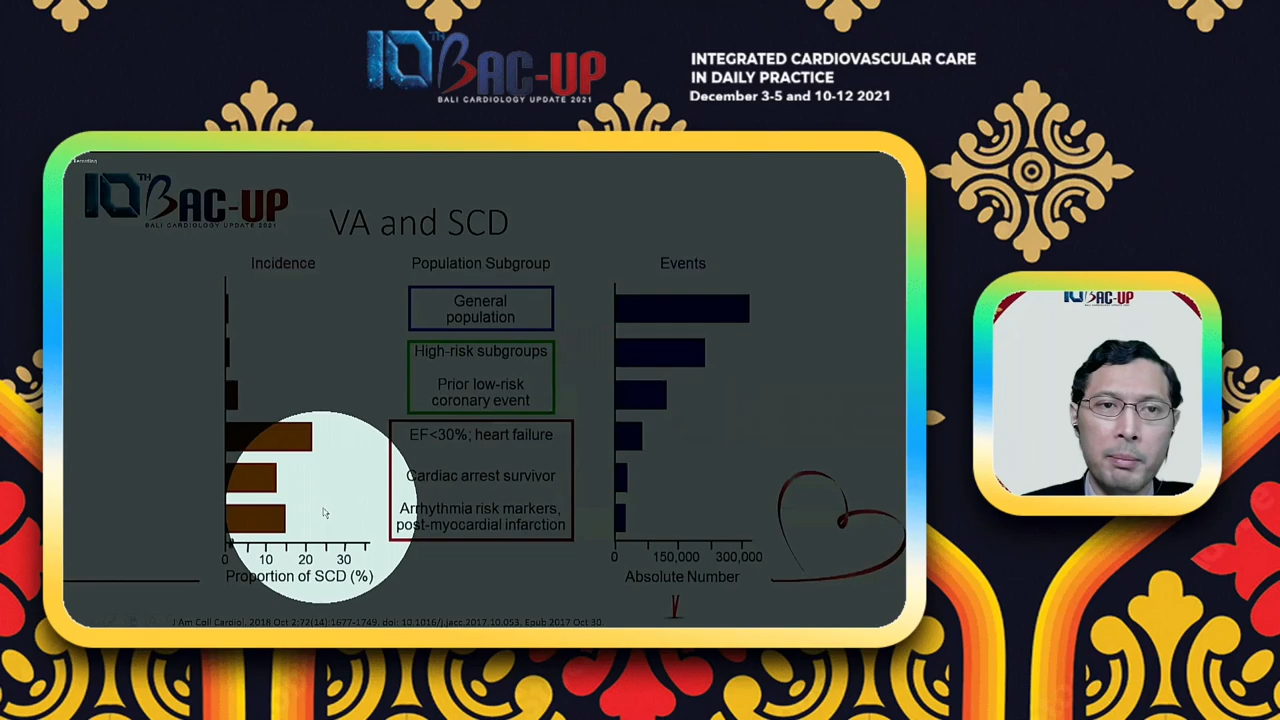 10TH BAC-UP
BALI CARDIOLOGY UPDATE 2021
INTEGRATED CARDIOVASCULAR CARE
IN DAILY PRACTICE
December 3-5 and 10-12 2021
Recording
10TH BAC-UP
BALI CARDIOLOGY UPDATE 2021
VA and SCD
Incidence
Population Subgroup
Events
General
population
High-risk subgroups
Prior low-risk
coronary event
EF<30%; heart failure
Cardiac arrest survivor
Arrhythmia risk markers,
post-myocardial infarction
0 10 20 30
Proportion of SCD (%)
0 150,000 300,000
Absolute Number
J Am Coll Cardiol. 2018 Oct 2;72(14):1677-1749. doi: 10.1016/j.jacc.2017.10.053. Epub 2017 Oct 30.
10 BAC-UP